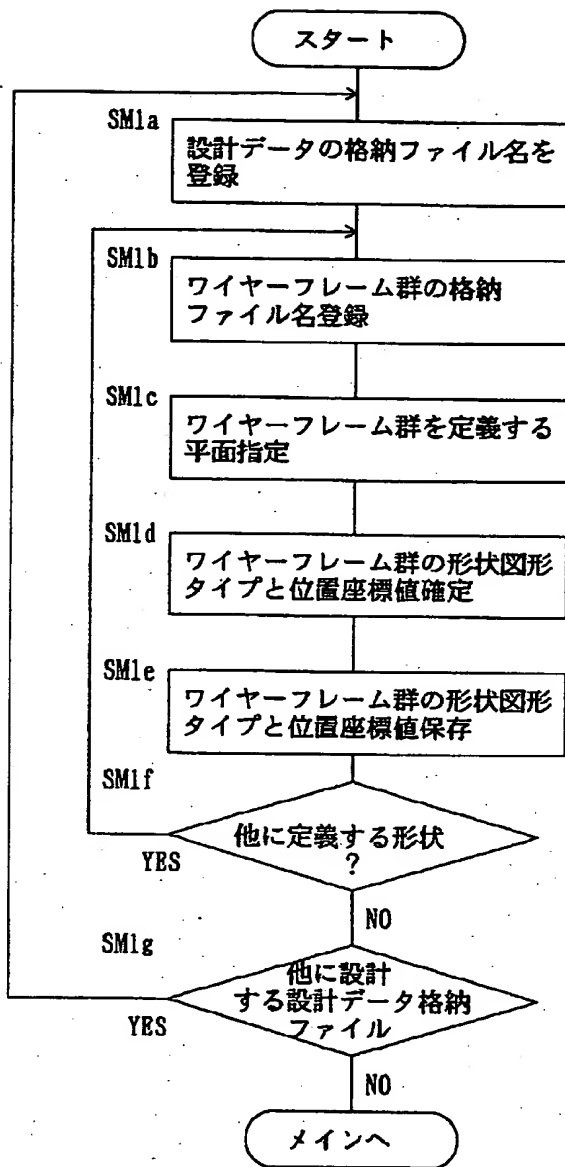 スタート
SM1a
設計データの格納ファイル名を
登録
SM1b
ワイヤーフレーム群の格納
ファイル名登録
SM1c
ワイヤーフレーム群を定義する
平面指定
SM1d
ワイヤーフレーム群の形状図形
タイプと位置座標値確定
SM1e
ワイヤーフレーム群の形状図形
タイプと位置座標値保存
SM1f
他に定義する形状
?
YES
NO
SM1g
他に設計
する設計データ格納
ファイル
YES
NO
メインへ